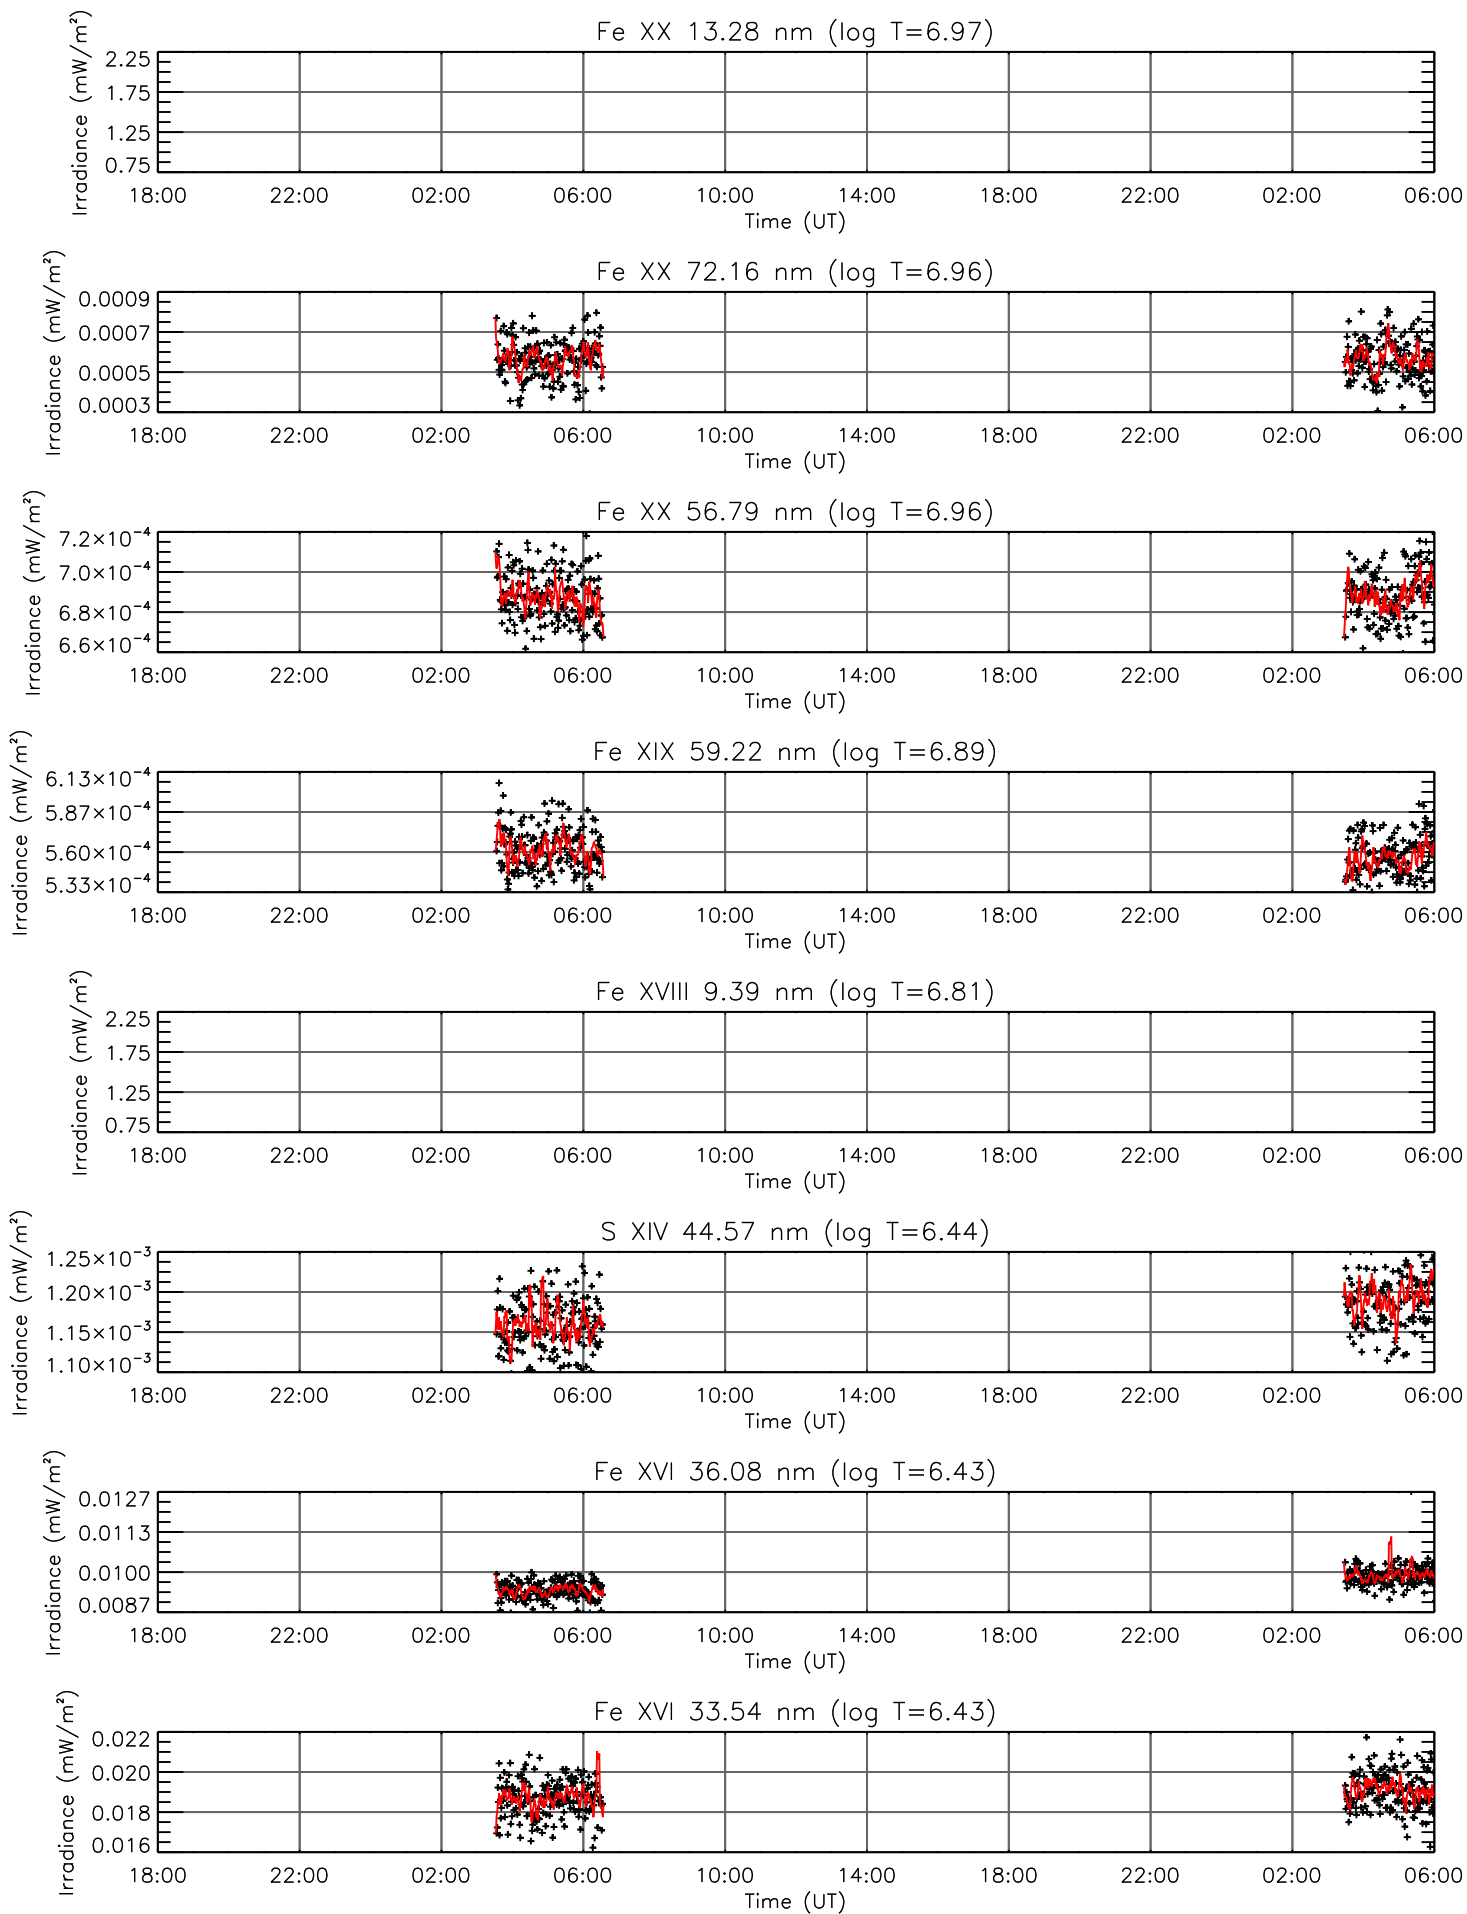 Fe XX 13.28 nm (log T=6.97)
Irradiance (mW/m²)
2.25
1.75
1.25
0.75
18:00 22:00 02:00 06:00 10:00 14:00 18:00 22:00 02:00 06:00
Time (UT)
Fe XX 72.16 nm (log T=6.96)
Irradiance (mW/m²)
0.0009
0.0007
0.0005
0.0003
18:00 22:00 02:00 06:00 10:00 14:00 18:00 22:00 02:00 06:00
Time (UT)
Fe XX 56.79 nm (log T=6.96)
Irradiance (mW/m²)
7.2×10⁻⁴
7.0×10⁻⁴
6.8×10⁻⁴
6.6×10⁻⁴
18:00 22:00 02:00 06:00 10:00 14:00 18:00 22:00 02:00 06:00
Time (UT)
Fe XIX 59.22 nm (log T=6.89)
Irradiance (mW/m²)
6.13×10⁻⁴
5.87×10⁻⁴
5.60×10⁻⁴
5.33×10⁻⁴
18:00 22:00 02:00 06:00 10:00 14:00 18:00 22:00 02:00 06:00
Time (UT)
Fe XVIII 9.39 nm (log T=6.81)
Irradiance (mW/m²)
2.25
1.75
1.25
0.75
18:00 22:00 02:00 06:00 10:00 14:00 18:00 22:00 02:00 06:00
Time (UT)
S XIV 44.57 nm (log T=6.44)
Irradiance (mW/m²)
1.25×10⁻³
1.20×10⁻³
1.15×10⁻³
1.10×10⁻³
18:00 22:00 02:00 06:00 10:00 14:00 18:00 22:00 02:00 06:00
Time (UT)
Fe XVI 36.08 nm (log T=6.43)
Irradiance (mW/m²)
0.0127
0.0113
0.0100
0.0087
18:00 22:00 02:00 06:00 10:00 14:00 18:00 22:00 02:00 06:00
Time (UT)
Fe XVI 33.54 nm (log T=6.43)
Irradiance (mW/m²)
0.022
0.020
0.018
0.016
18:00 22:00 02:00 06:00 10:00 14:00 18:00 22:00 02:00 06:00
Time (UT)